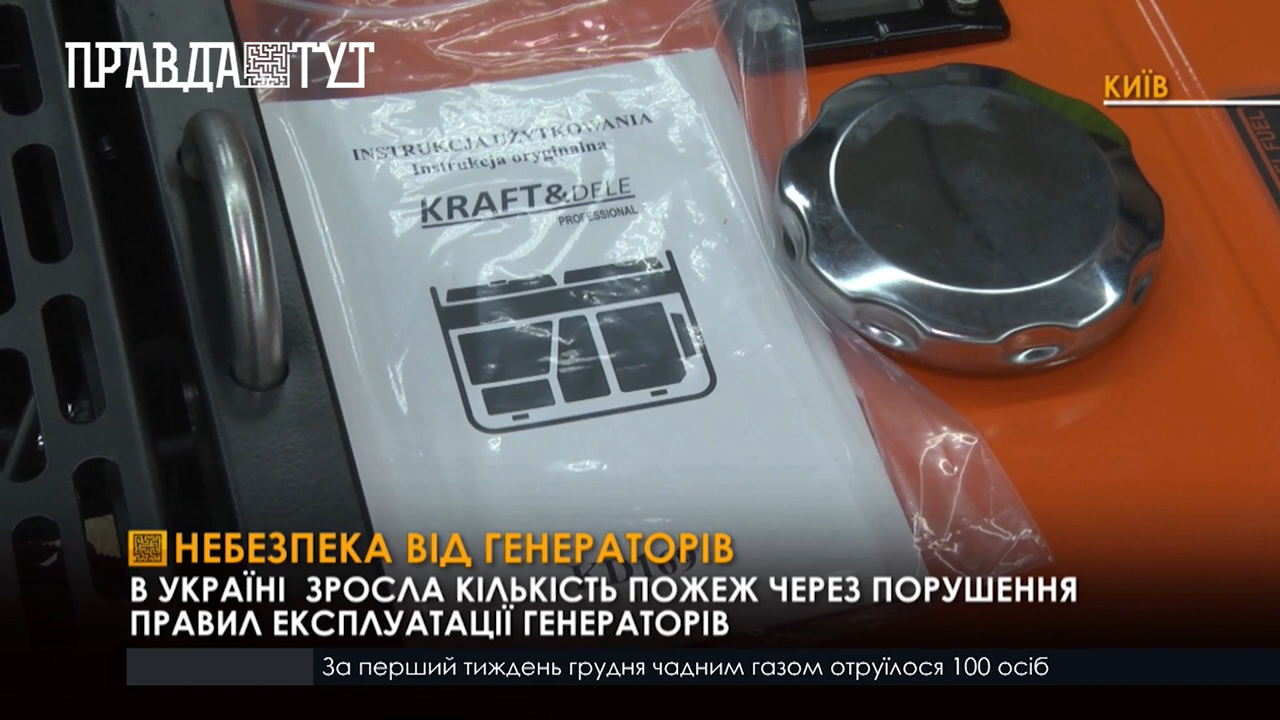 ПРАВДА ТУТ
КИЇВ
FUEL
INSTRUKCJA UŻYTKOWANIA
Instrukcja oryginalna
KRAFT&DELE
PROFESSIONAL
НЕБЕЗПЕКА ВІД ГЕНЕРАТОРІВ
В УКРАЇНІ ЗРОСЛА КІЛЬКІСТЬ ПОЖЕЖ ЧЕРЕЗ ПОРУШЕННЯ
ПРАВИЛ ЕКСПЛУАТАЦІЇ ГЕНЕРАТОРІВ
За перший тиждень грудня чадним газом отруїлося 100 осіб